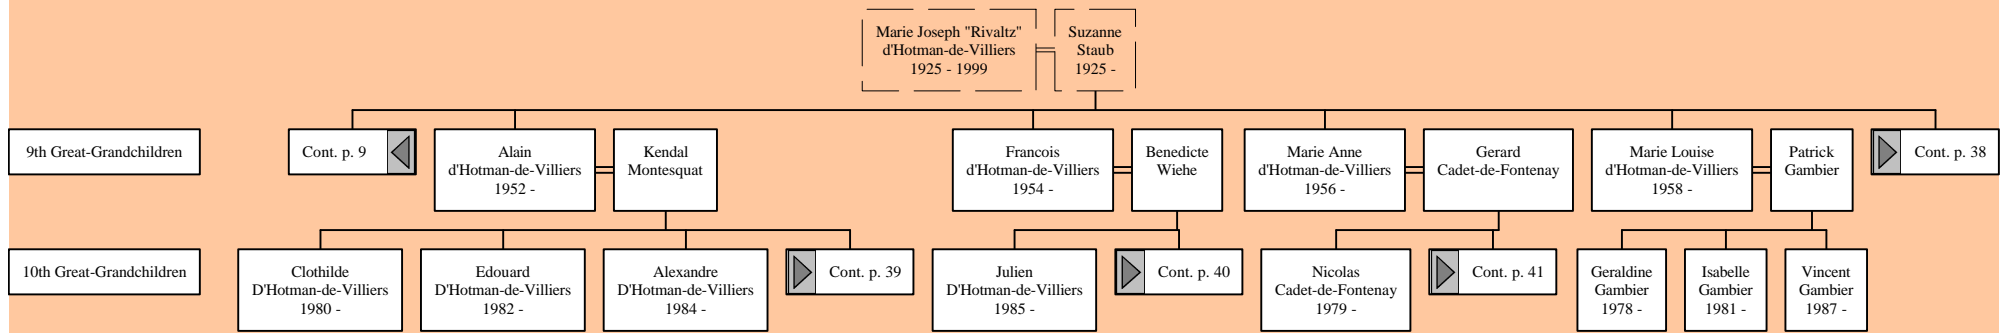 Marie Joseph "Rivaltz"
d'Hotman-de-Villiers
1925 - 1999
Suzanne
Staub
1925 -
9th Great-Grandchildren
Cont. p. 9
Alain
d'Hotman-de-Villiers
1952 -
Kendal
Montesquat
Francois
d'Hotman-de-Villiers
1954 -
Benedicte
Wiehe
Marie Anne
d'Hotman-de-Villiers
1956 -
Gerard
Cadet-de-Fontenay
Marie Louise
d'Hotman-de-Villiers
1958 -
Patrick
Gambier
Cont. p. 38
10th Great-Grandchildren
Clothilde
D'Hotman-de-Villiers
1980 -
Edouard
D'Hotman-de-Villiers
1982 -
Alexandre
D'Hotman-de-Villiers
1984 -
Cont. p. 39
Julien
D'Hotman-de-Villiers
1985 -
Cont. p. 40
Nicolas
Cadet-de-Fontenay
1979 -
Cont. p. 41
Geraldine
Gambier
1978 -
Isabelle
Gambier
1981 -
Vincent
Gambier
1987 -